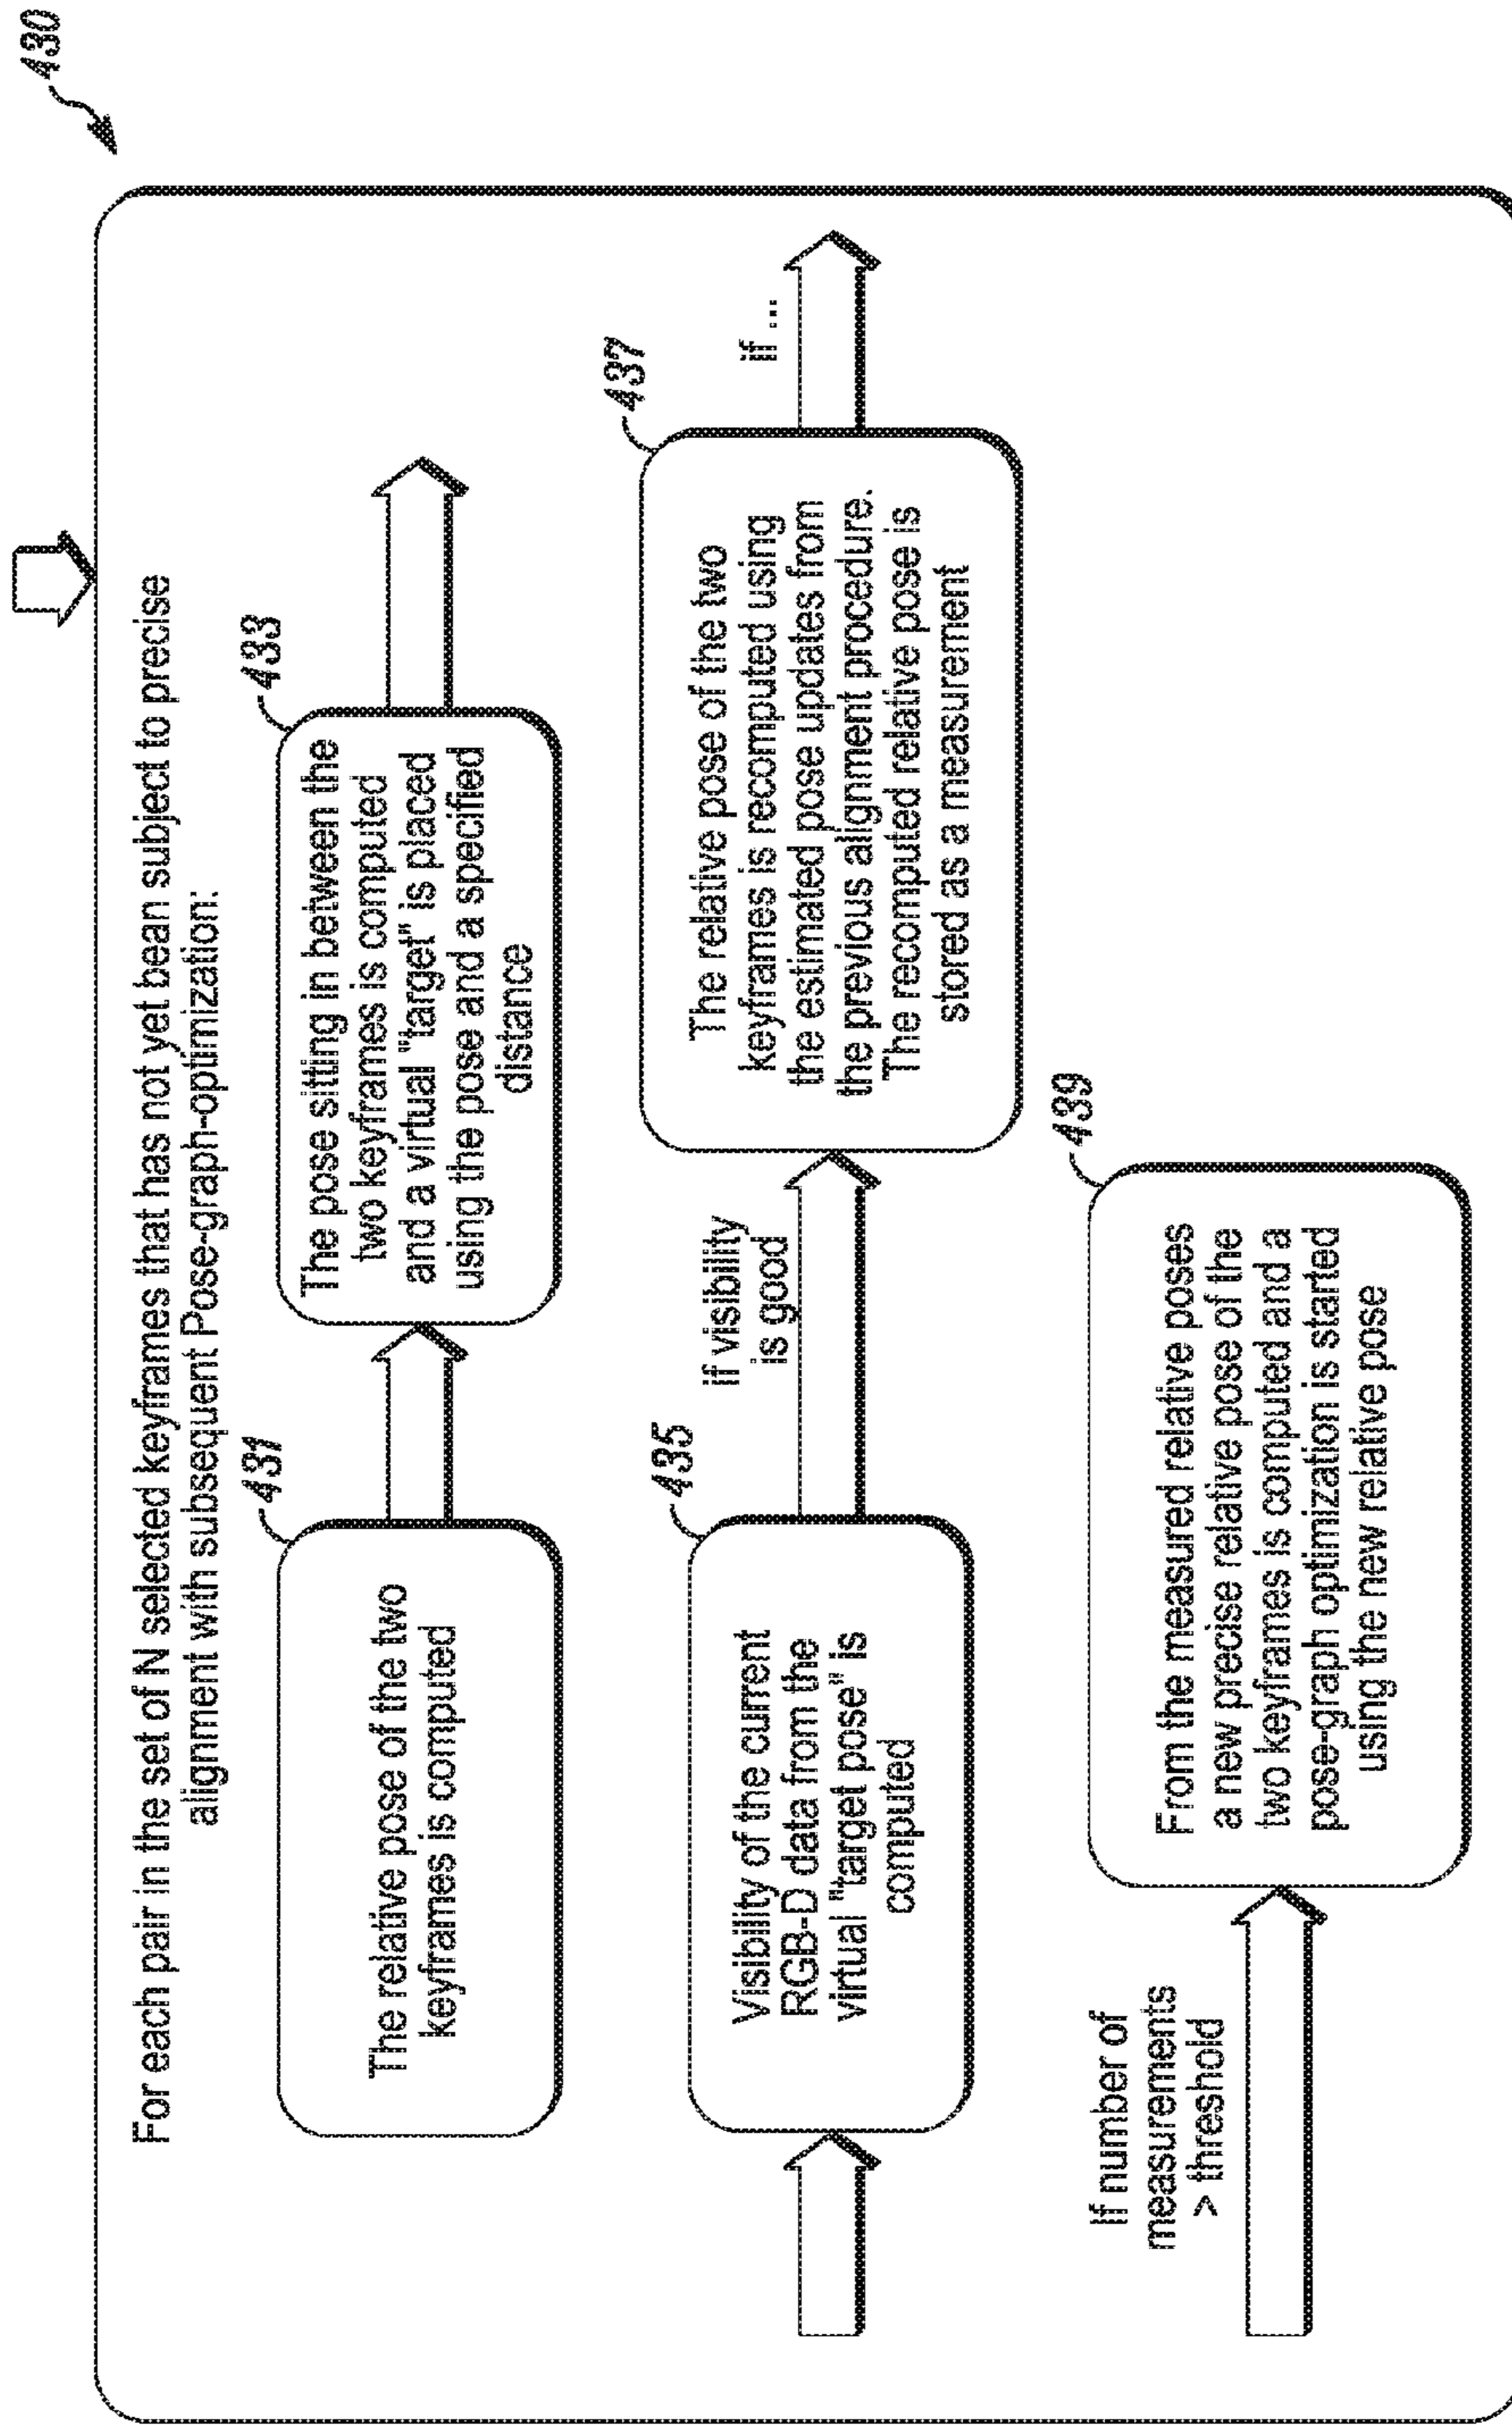 430
For each pair in the set of N selected keyframes that has not yet bean subject to precise
alignment with subsequent Pose-graph-optimization:
431
The relative pose of the two
keyframes is computed
433
The pose sitting in between the
two keyframes is computed
and a virtual "target" is placed
using the pose and a specified
distance
435
Visibility of the current
RGB-D data from the
virtual "target pose" is
computed
if visibility
is good
437
The relative pose of the two
keyframes is recomputed using
the estimated pose updates from
the previous alignment procedure.
The recomputed relative pose is
stored as a measurement
if ...
If number of
measurements
> threshold
439
From the measured relative poses
a new precise relative pose of the
two keyframes is computed and a
pose-graph optimization is started
using the new relative pose